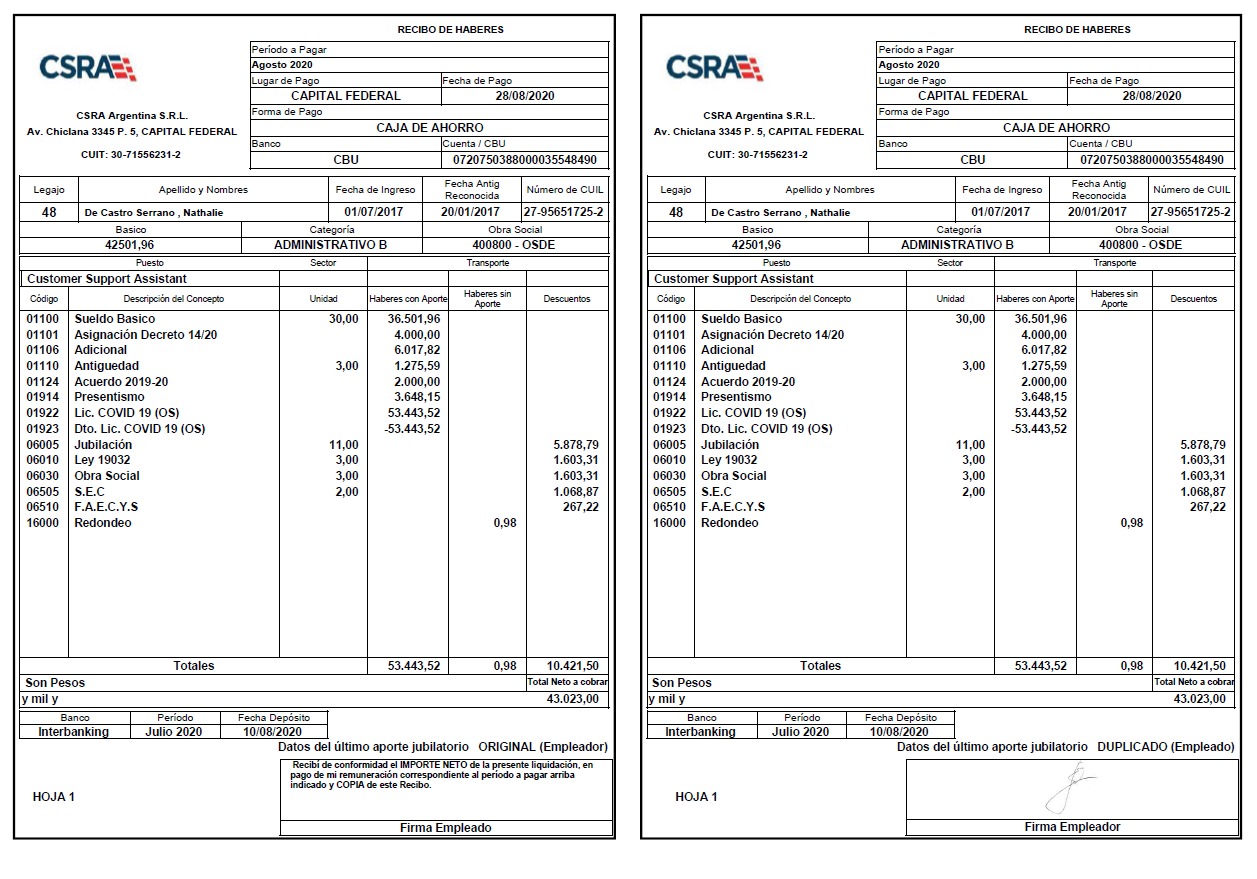 RECIBO DE HABERES
CSRA
Período a Pagar
Agosto 2020
Lugar de Pago Fecha de Pago
CAPITAL FEDERAL 28/08/2020
CSRA Argentina S.R.L.
Forma de Pago
Av. Chiclana 3345 P. 5, CAPITAL FEDERAL
CAJA DE AHORRO
Banco Cuenta / CBU
CUIT: 30-71556231-2
CBU 0720750388000035548490
Legajo Apellido y Nombres Fecha de Ingreso Fecha Antig Reconocida Número de CUIL
48 De Castro Serrano , Nathalie 01/07/2017 20/01/2017 27-95651725-2
Basico Categoría Obra Social
42501,96 ADMINISTRATIVO B 400800 - OSDE
Puesto Sector Transporte
Customer Support Assistant
Código Descripción del Concepto Unidad Haberes con Aporte Haberes sin Aporte Descuentos
01100 Sueldo Basico 30,00 36.501,96
01101 Asignación Decreto 14/20 4.000,00
01106 Adicional 6.017,82
01110 Antiguedad 3,00 1.275,59
01124 Acuerdo 2019-20 2.000,00
01914 Presentismo 3.648,15
01922 Lic. COVID 19 (OS) 53.443,52
01923 Dto. Lic. COVID 19 (OS) -53.443,52
06005 Jubilación 11,00 5.878,79
06010 Ley 19032 3,00 1.603,31
06030 Obra Social 3,00 1.603,31
06505 S.E.C 2,00 1.068,87
06510 F.A.E.C.Y.S 267,22
16000 Redondeo 0,98
Totales 53.443,52 0,98 10.421,50
Son Pesos Total Neto a cobrar
y mil y 43.023,00
Banco Período Fecha Depósito
Interbanking Julio 2020 10/08/2020
Datos del último aporte jubilatorio ORIGINAL (Empleador)
Recibí de conformidad el IMPORTE NETO de la presente liquidación, en
pago de mi remuneración correspondiente al período a pagar arriba
indicado y COPIA de este Recibo.
HOJA 1
Firma Empleado
RECIBO DE HABERES
CSRA
Período a Pagar
Agosto 2020
Lugar de Pago Fecha de Pago
CAPITAL FEDERAL 28/08/2020
CSRA Argentina S.R.L.
Forma de Pago
Av. Chiclana 3345 P. 5, CAPITAL FEDERAL
CAJA DE AHORRO
Banco Cuenta / CBU
CUIT: 30-71556231-2
CBU 0720750388000035548490
Legajo Apellido y Nombres Fecha de Ingreso Fecha Antig Reconocida Número de CUIL
48 De Castro Serrano , Nathalie 01/07/2017 20/01/2017 27-95651725-2
Basico Categoría Obra Social
42501,96 ADMINISTRATIVO B 400800 - OSDE
Puesto Sector Transporte
Customer Support Assistant
Código Descripción del Concepto Unidad Haberes con Aporte Haberes sin Aporte Descuentos
01100 Sueldo Basico 30,00 36.501,96
01101 Asignación Decreto 14/20 4.000,00
01106 Adicional 6.017,82
01110 Antiguedad 3,00 1.275,59
01124 Acuerdo 2019-20 2.000,00
01914 Presentismo 3.648,15
01922 Lic. COVID 19 (OS) 53.443,52
01923 Dto. Lic. COVID 19 (OS) -53.443,52
06005 Jubilación 11,00 5.878,79
06010 Ley 19032 3,00 1.603,31
06030 Obra Social 3,00 1.603,31
06505 S.E.C 2,00 1.068,87
06510 F.A.E.C.Y.S 267,22
16000 Redondeo 0,98
Totales 53.443,52 0,98 10.421,50
Son Pesos Total Neto a cobrar
y mil y 43.023,00
Banco Período Fecha Depósito
Interbanking Julio 2020 10/08/2020
Datos del último aporte jubilatorio DUPLICADO (Empleado)
HOJA 1
Firma Empleador